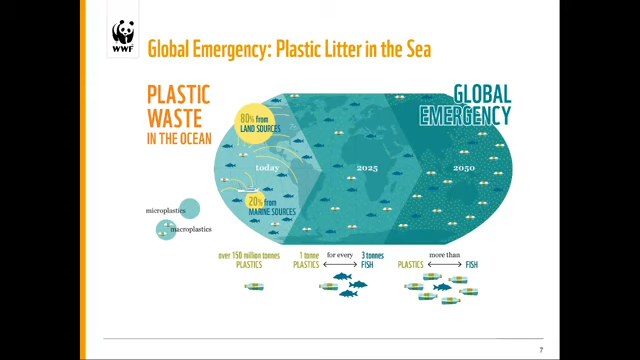 WWF
Global Emergency: Plastic Litter in the Sea
PLASTIC
WASTE
IN THE OCEAN
GLOBAL
EMERGENCY
80% from
LAND SOURCES
today
2025
2050
20% from
MARINE SOURCES
microplastics
macroplastics
over 150 million tonnes
PLASTICS
1 tonne
PLASTICS
for every
3 tonnes
FISH
PLASTICS
more than
FISH
7